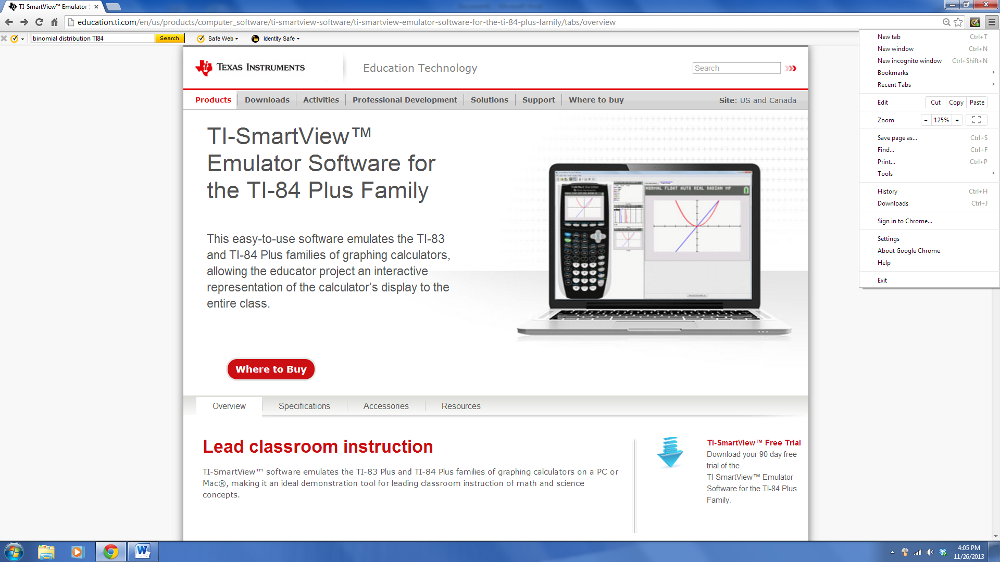 TI-SmartView™ Emulator S
education.ti.com/en/us/products/computer_software/ti-smartview-software/ti-smartview-emulator-software-for-the-ti-84-plus-family/tabs/overview
binomial distribution TI84 Search Safe Web Identity Safe
New tab Ctrl+T
New window Ctrl+N
New incognito window Ctrl+Shift+N
Bookmarks
Recent Tabs
Edit Cut Copy Paste
Zoom - 125% +
Save page as... Ctrl+S
Find... Ctrl+F
Print... Ctrl+P
Tools
History Ctrl+H
Downloads Ctrl+J
Sign in to Chrome...
Settings
About Google Chrome
Help
Exit
TEXAS INSTRUMENTS Education Technology Search
Products Downloads Activities Professional Development Solutions Support Where to buy Site: US and Canada
TI-SmartView™
Emulator Software for
the TI-84 Plus Family
This easy-to-use software emulates the TI-83
and TI-84 Plus families of graphing calculators,
allowing the educator project an interactive
representation of the calculator’s display to the
entire class.
NORMAL FLOAT AUTO REAL RADIAN MP
Where to Buy
Overview Specifications Accessories Resources
Lead classroom instruction
TI-SmartView™ software emulates the TI-83 Plus and TI-84 Plus families of graphing calculators on a PC or
Mac®, making it an ideal demonstration tool for leading classroom instruction of math and science
concepts.
TI-SmartView™ Free Trial
Download your 90 day free
trial of the
TI-SmartView™ Emulator
Software for the TI-84 Plus
Family.
4:05 PM
11/26/2013